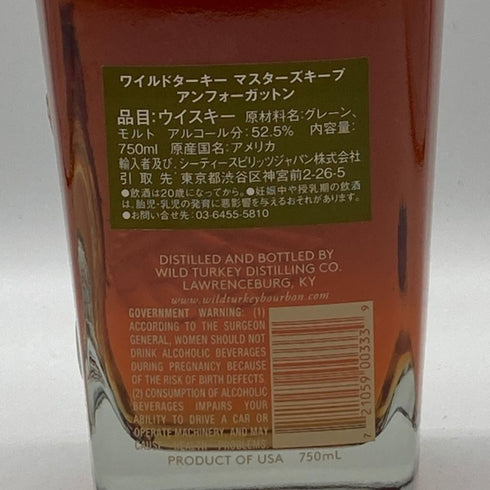 ワイルドターキー マスターズキープ
アンフォーガットン
品目:ウイスキー 原材料名:グレーン、
モルト アルコール分:52.5% 内容量:
750ml 原産国名:アメリカ
輸入者及び、シーティースピリッツジャパン株式会社
引取先:東京都渋谷区神宮前2-26-5
●飲酒は20歳になってから。●妊娠中や授乳期の飲酒
は、胎児・乳児の発育に悪影響を与えるおそれがあります。
●お問い合せ先:03-6455-5810
DISTILLED AND BOTTLED BY
WILD TURKEY DISTILLING CO.
LAWRENCEBURG, KY
www.wildturkeybourbon.com
GOVERNMENT WARNING: (1)
ACCORDING TO THE SURGEON
GENERAL, WOMEN SHOULD NOT
DRINK ALCOHOLIC BEVERAGES
DURING PREGNANCY BECAUSE
OF THE RISK OF BIRTH DEFECTS.
(2) CONSUMPTION OF ALCOHOLIC
BEVERAGES IMPAIRS YOUR
ABILITY TO DRIVE A CAR OR
OPERATE MACHINERY, AND MAY
CAUSE HEALTH PROBLEMS
7 21059 00333 9
PRODUCT OF USA 750mL